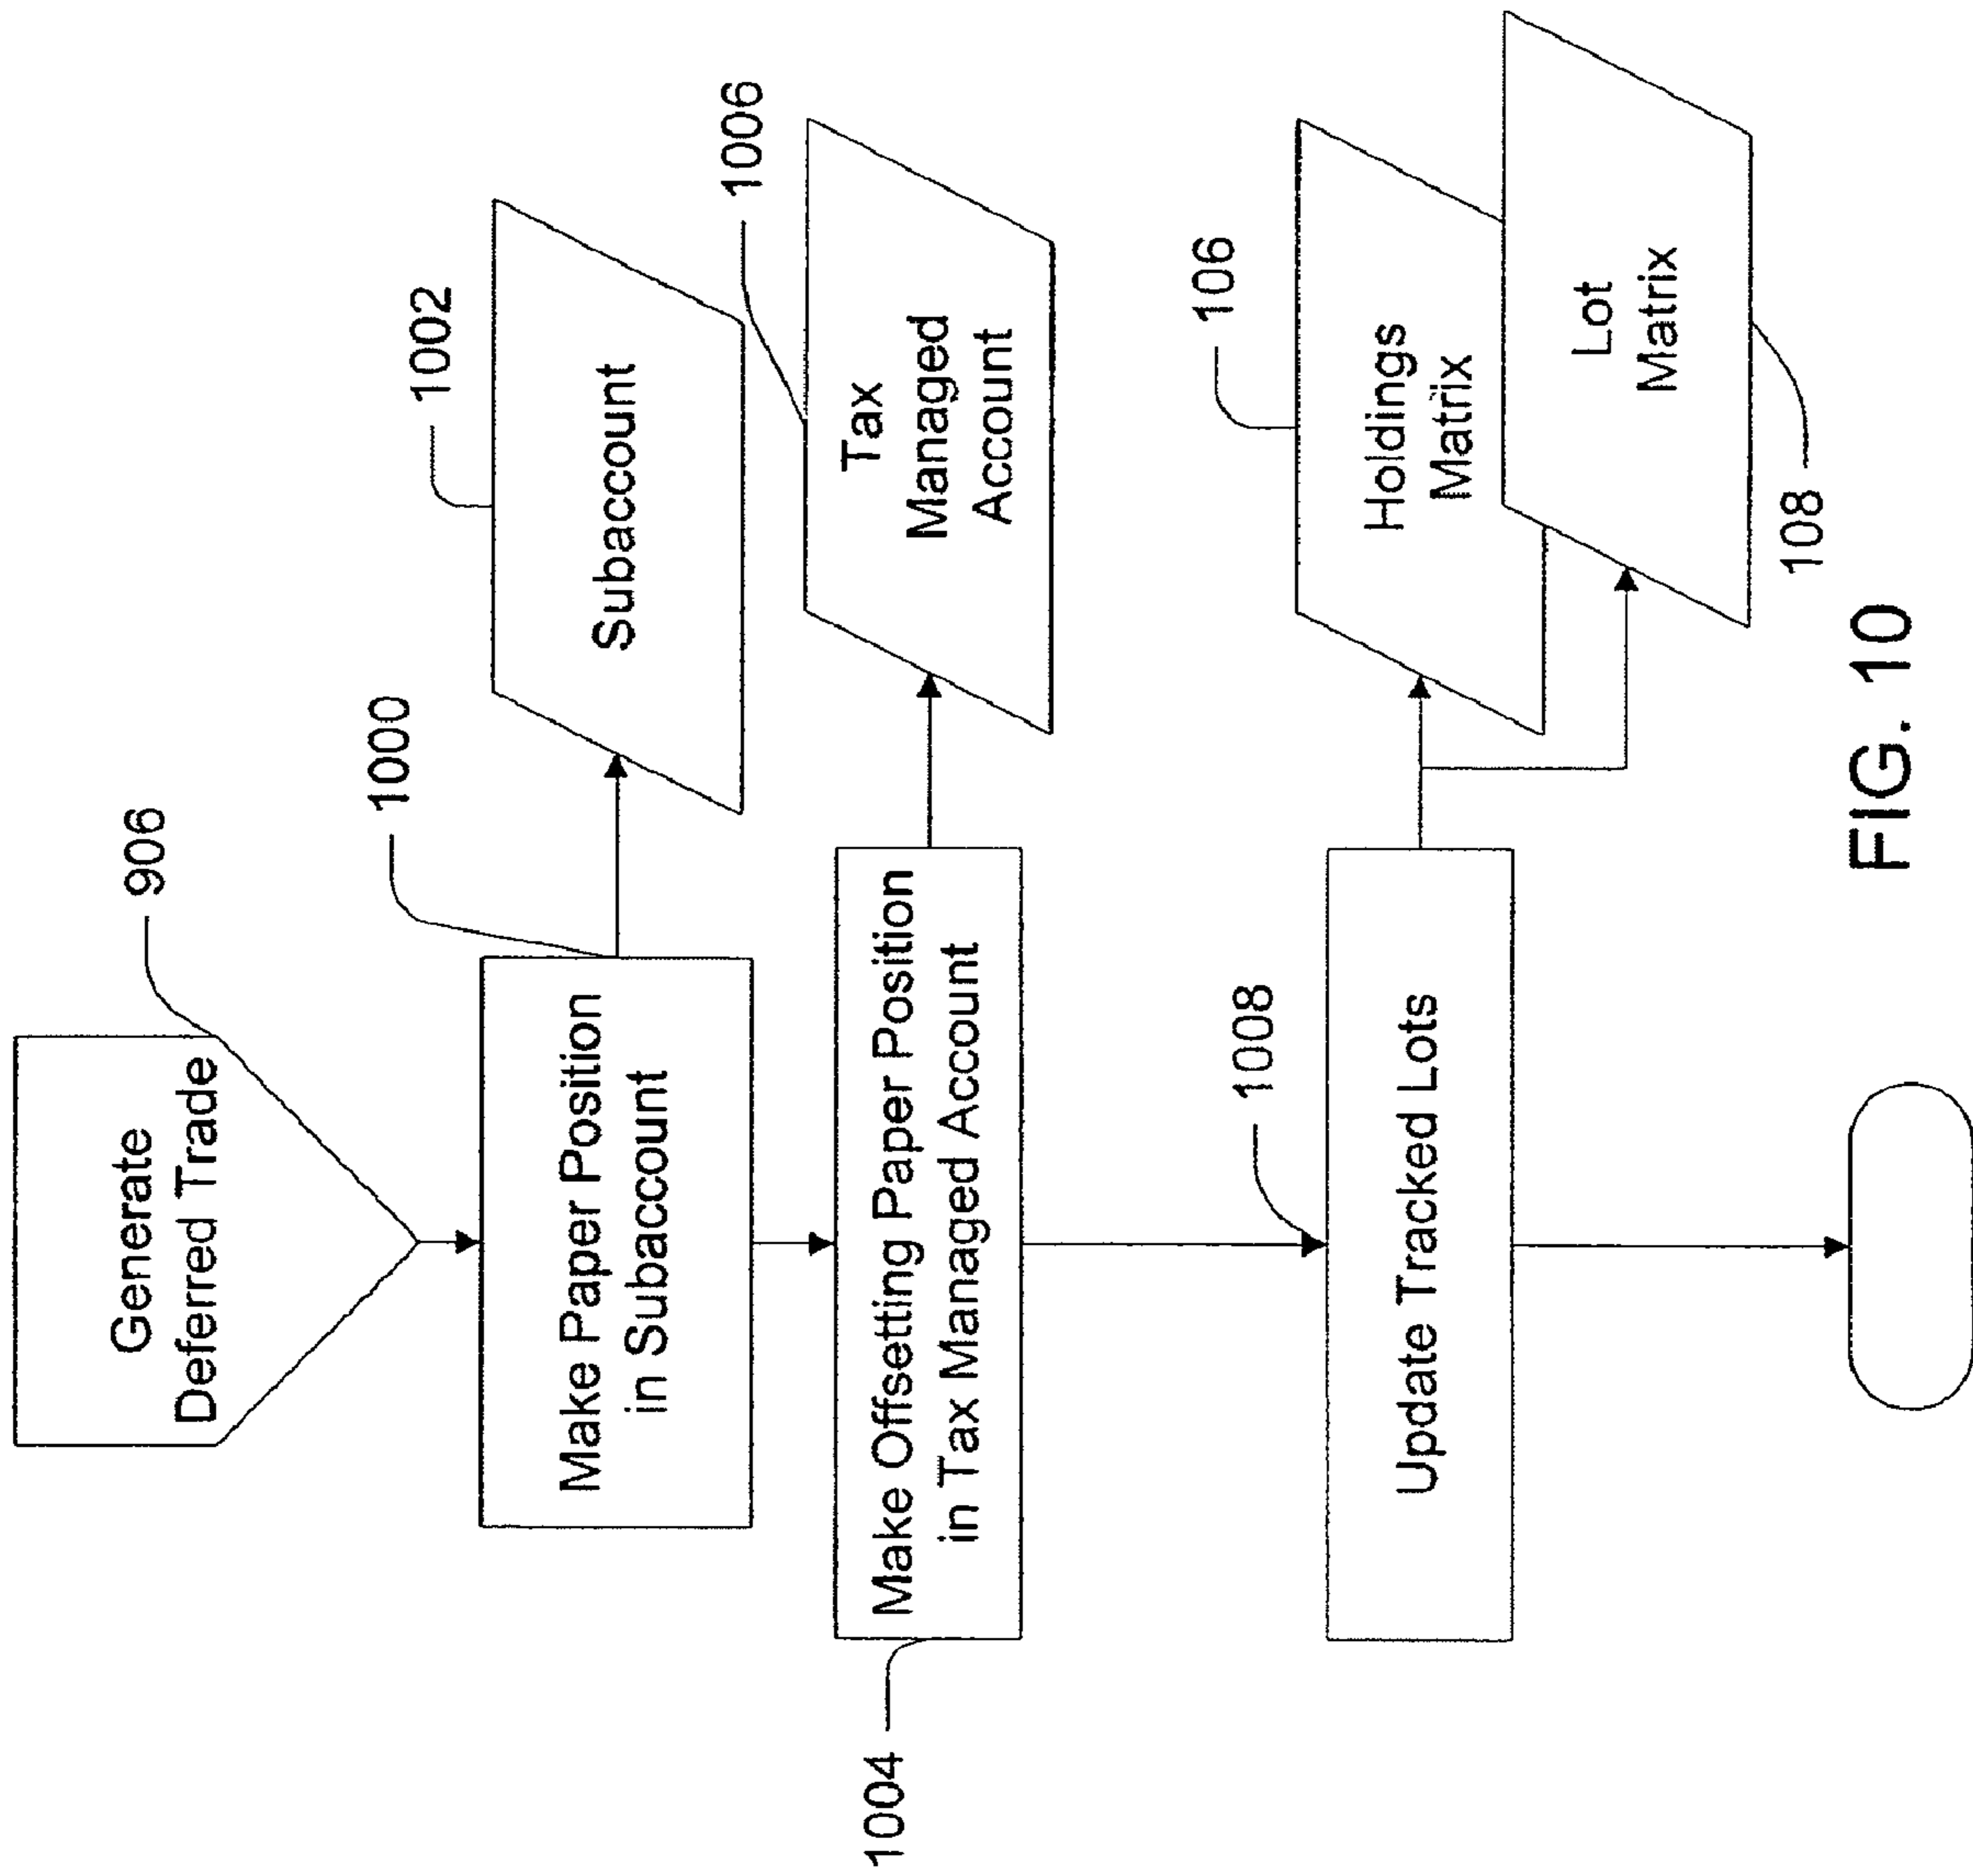 Generate
Deferred Trade
906
1000
Make Paper Position
in Subaccount
1002
Subaccount
1004
Make Offsetting Paper Position
in Tax Managed Account
1006
Tax
Managed
Account
1008
Update Tracked Lots
106
Holdings
Matrix
Lot
Matrix
108
FIG. 10